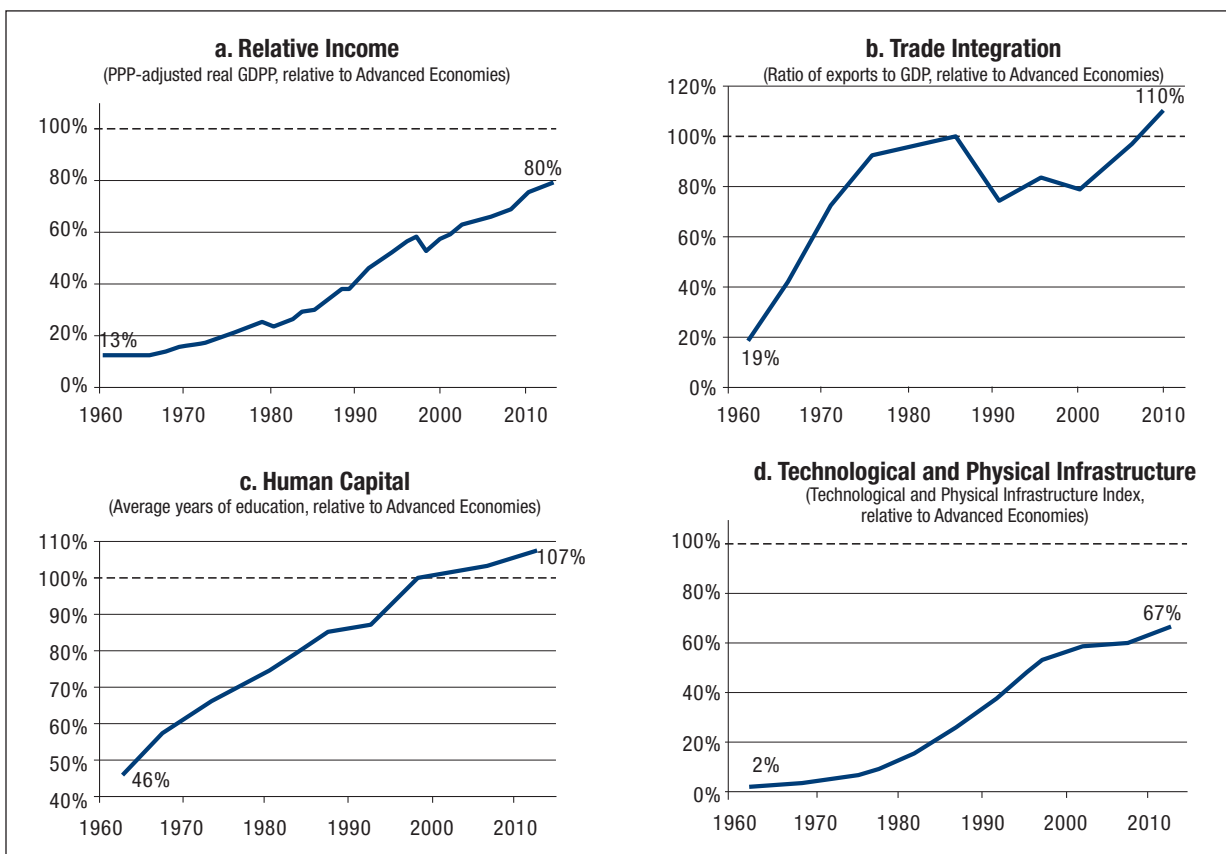 a. Relative Income
(PPP-adjusted real GDPP, relative to Advanced Economies)
100%
80%
60%
40%
20%
0%
13%
80%
1960 1970 1980 1990 2000 2010
b. Trade Integration
(Ratio of exports to GDP, relative to Advanced Economies)
120%
100%
80%
60%
40%
20%
0%
19%
110%
1960 1970 1980 1990 2000 2010
c. Human Capital
(Average years of education, relative to Advanced Economies)
110%
100%
90%
80%
70%
60%
50%
40%
46%
107%
1960 1970 1980 1990 2000 2010
d. Technological and Physical Infrastructure
(Technological and Physical Infrastructure Index,
relative to Advanced Economies)
100%
80%
60%
40%
20%
0%
2%
67%
1960 1970 1980 1990 2000 2010